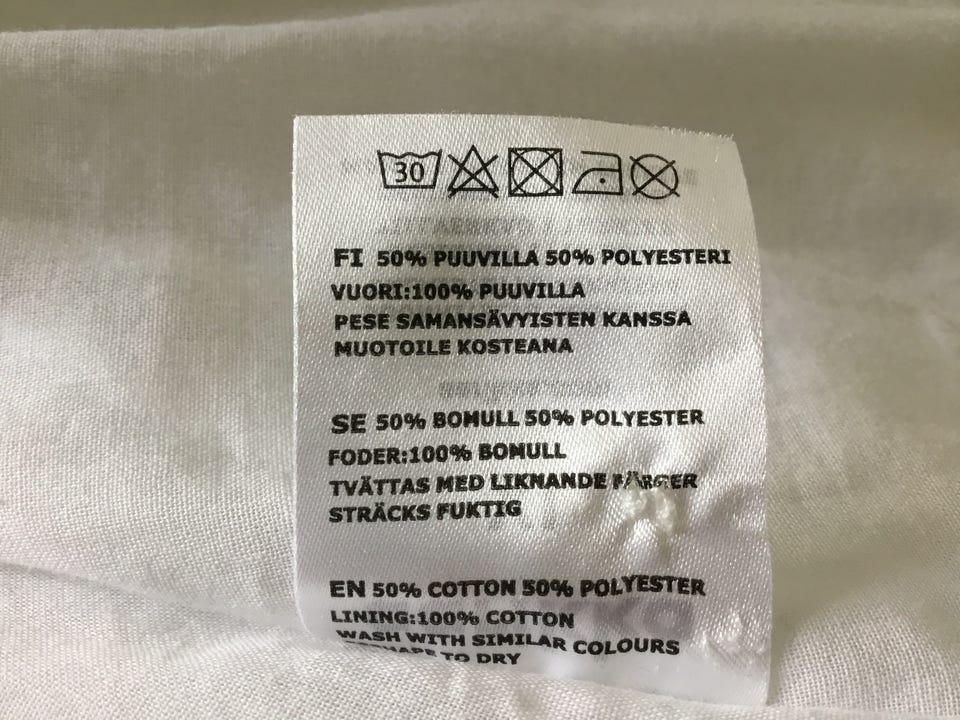 30
FI 50% PUUVILLA 50% POLYESTERI
VUORI:100% PUUVILLA
PESE SAMANSÄVYISTEN KANSSA
MUOTOILE KOSTEANA
SE 50% BOMULL 50% POLYESTER
FODER:100% BOMULL
TVÄTTAS MED LIKNANDE FÄRGER
STRÄCKS FUKTIG
EN 50% COTTON 50% POLYESTER
LINING:100% COTTON
WASH WITH SIMILAR COLOURS
RESHAPE TO DRY